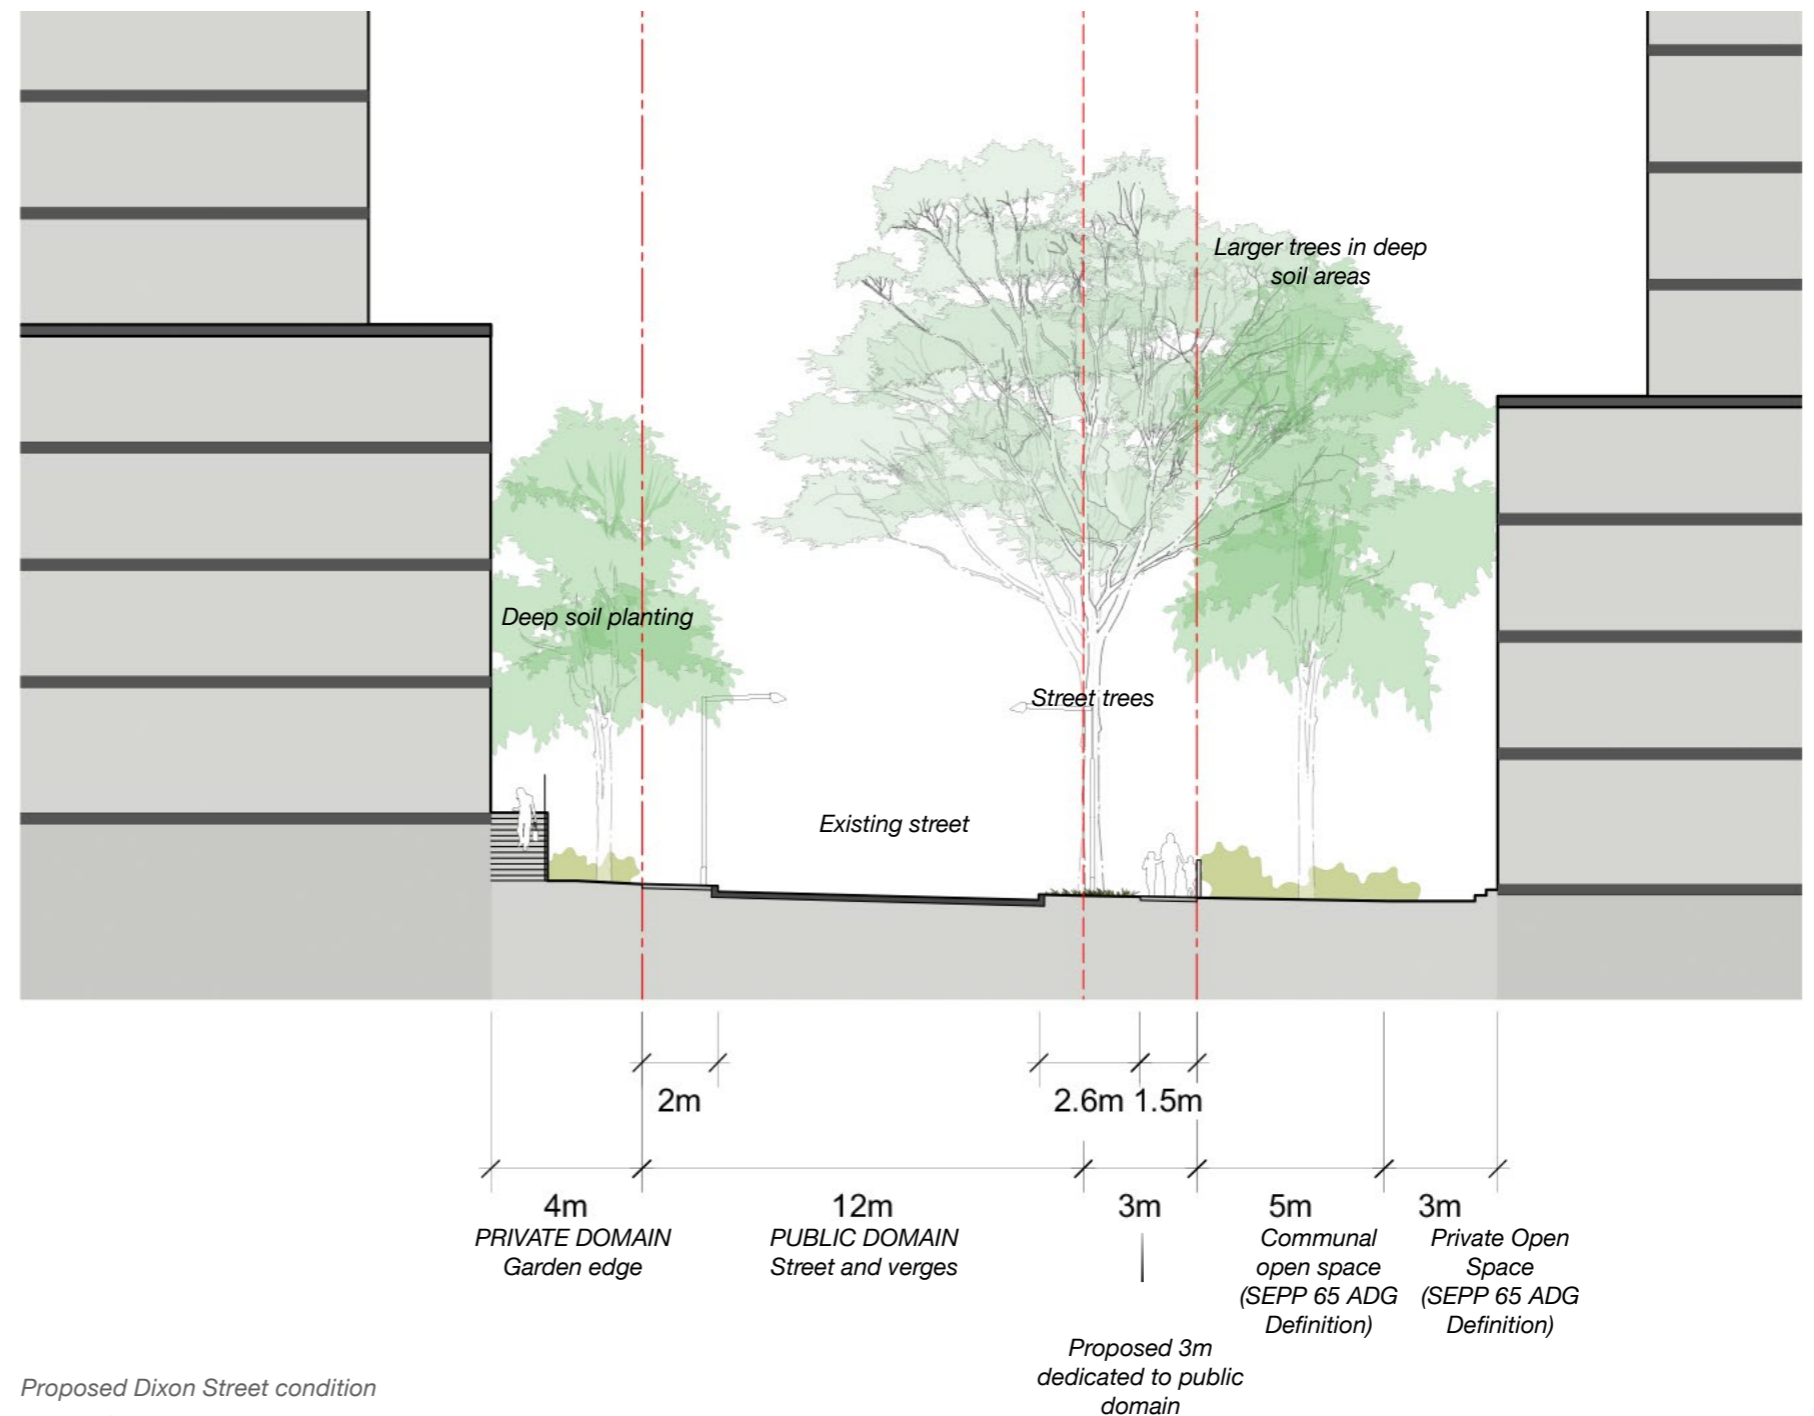 Larger trees in deep
soil areas
Deep soil planting
Street trees
Existing street
2m
2.6m
1.5m
4m
PRIVATE DOMAIN
Garden edge
12m
PUBLIC DOMAIN
Street and verges
3m
Proposed 3m
dedicated to public
domain
5m
Communal
open space
(SEPP 65 ADG
Definition)
3m
Private Open
Space
(SEPP 65 ADG
Definition)
Proposed Dixon Street condition